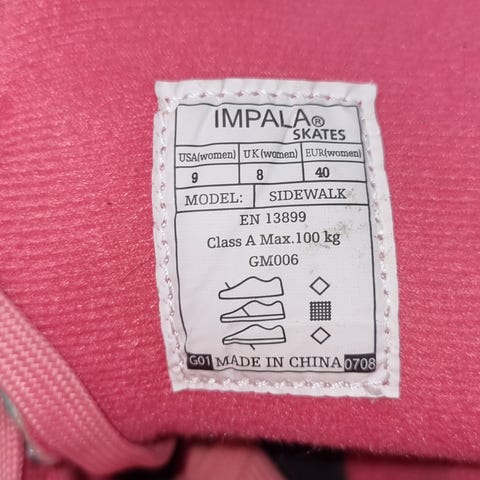 IMPALA®
SKATES
USA(women) UK(women) EUR(women)
9 8 40
MODEL: SIDEWALK
EN 13899
Class A Max.100 kg
GM006
G01 MADE IN CHINA 0708